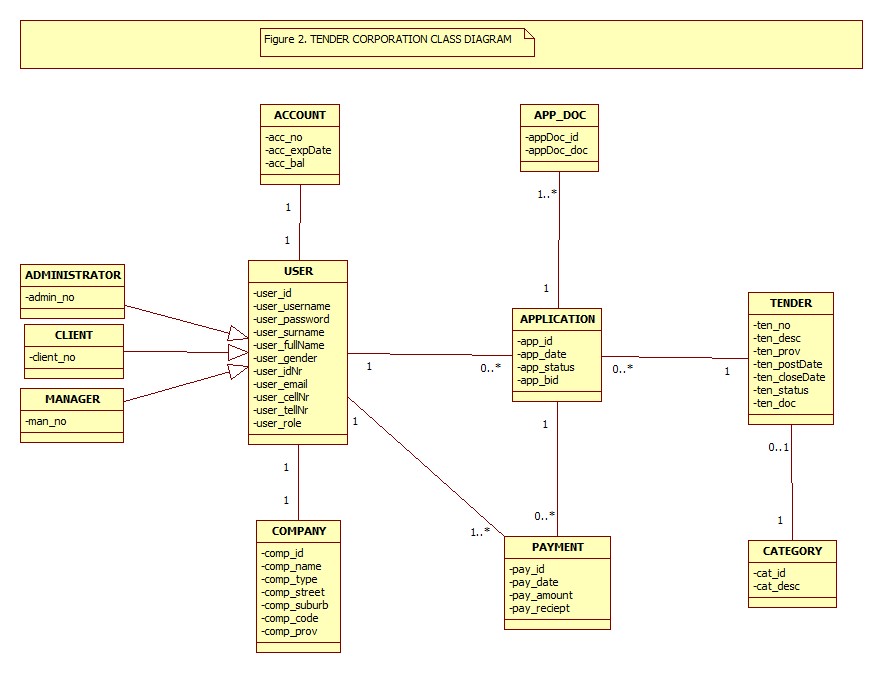 Figure 2. TENDER CORPORATION CLASS DIAGRAM
ACCOUNT
-acc_no
-acc_expDate
-acc_bal
1
1
APP_DOC
-appDoc_id
-appDoc_doc
1..*
1
ADMINISTRATOR
-admin_no
CLIENT
-client_no
MANAGER
-man_no
USER
-user_id
-user_username
-user_password
-user_surname
-user_fullName
-user_gender
-user_idNr
-user_email
-user_cellNr
-user_tellNr
-user_role
1
0..*
APPLICATION
-app_id
-app_date
-app_status
-app_bid
0..*
1
TENDER
-ten_no
-ten_desc
-ten_prov
-ten_postDate
-ten_closeDate
-ten_status
-ten_doc
1
1..*
1
0..*
0..1
1
1
1
COMPANY
-comp_id
-comp_name
-comp_type
-comp_street
-comp_suburb
-comp_code
-comp_prov
PAYMENT
-pay_id
-pay_date
-pay_amount
-pay_reciept
CATEGORY
-cat_id
-cat_desc